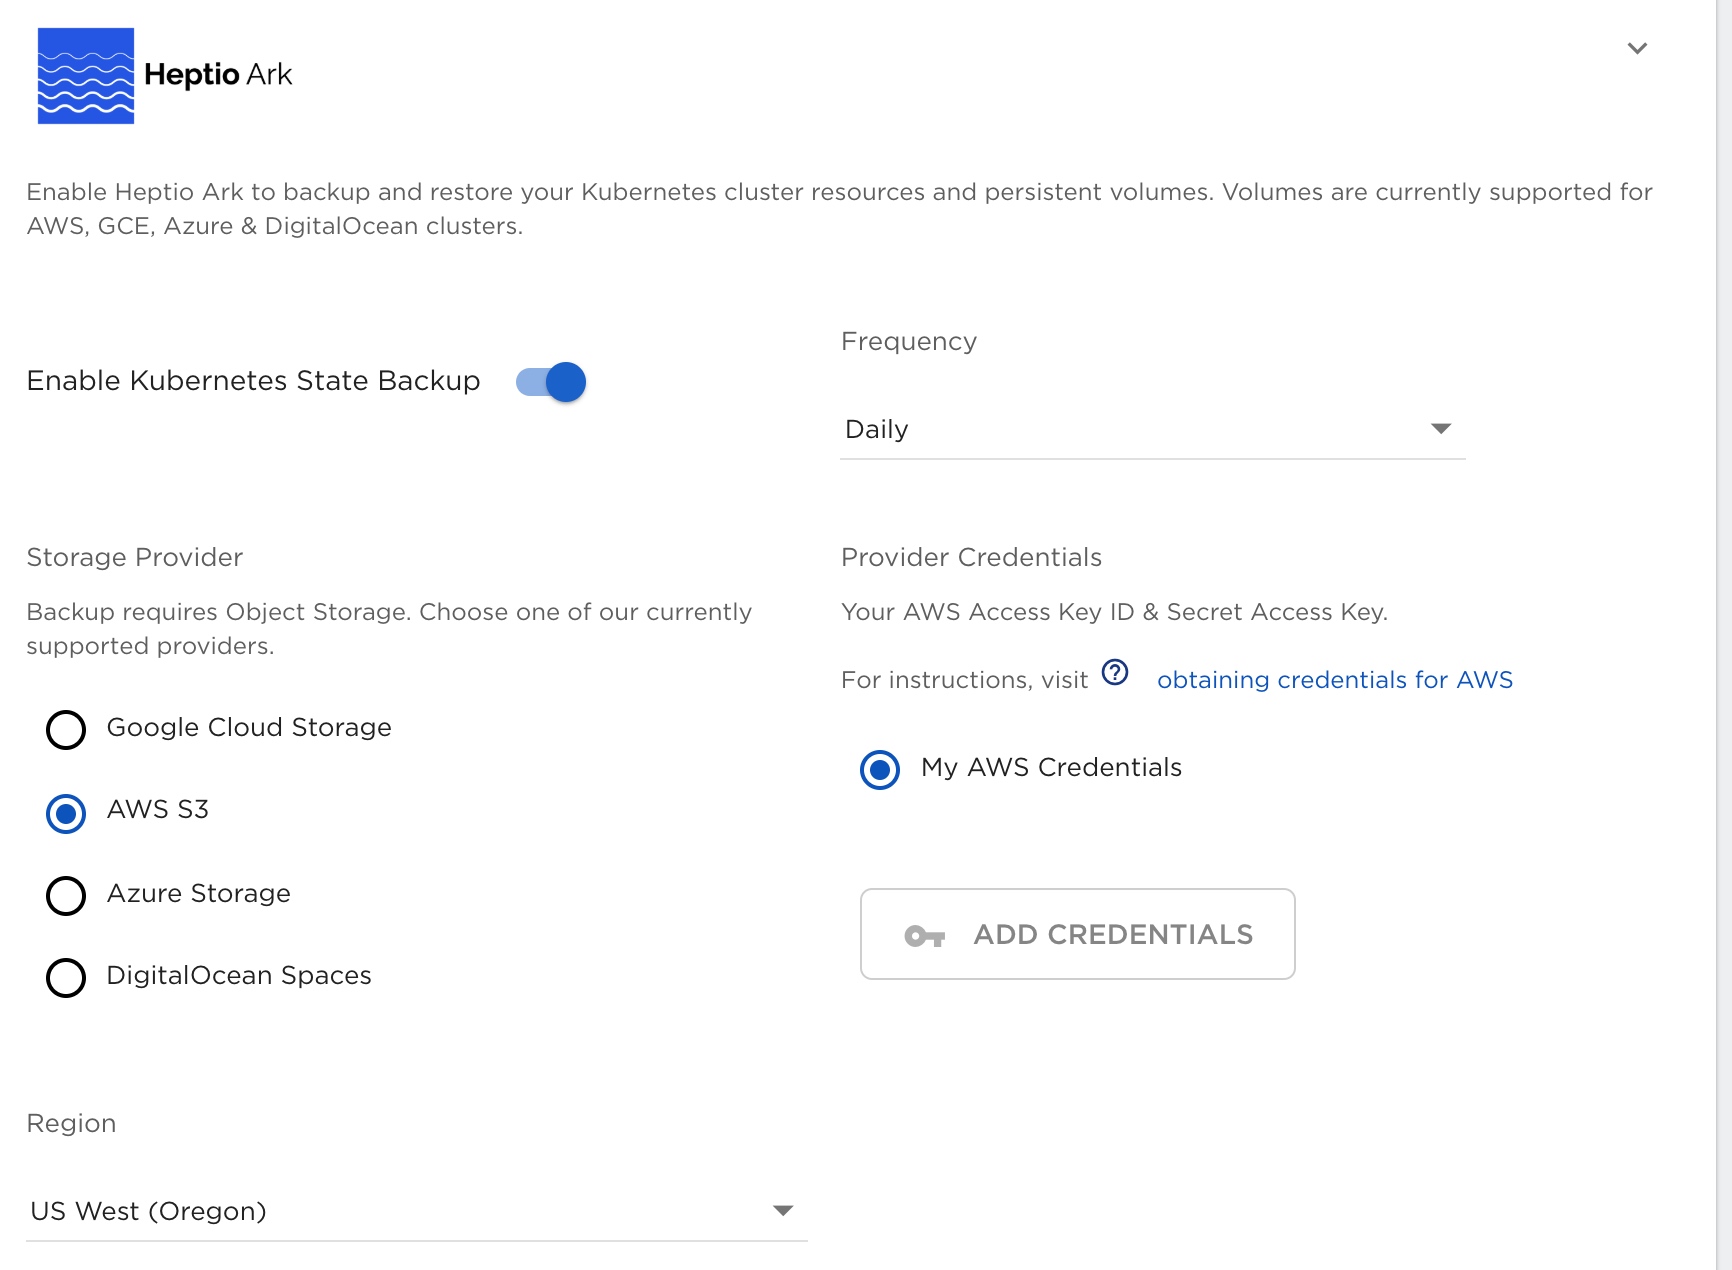 Heptio Ark
Enable Heptio Ark to backup and restore your Kubernetes cluster resources and persistent volumes. Volumes are currently supported for
AWS, GCE, Azure & DigitalOcean clusters.
Enable Kubernetes State Backup
Frequency
Daily
Storage Provider
Backup requires Object Storage. Choose one of our currently
supported providers.
Google Cloud Storage
AWS S3
Azure Storage
DigitalOcean Spaces
Provider Credentials
Your AWS Access Key ID & Secret Access Key.
For instructions, visit ? obtaining credentials for AWS
My AWS Credentials
ADD CREDENTIALS
Region
US West (Oregon)